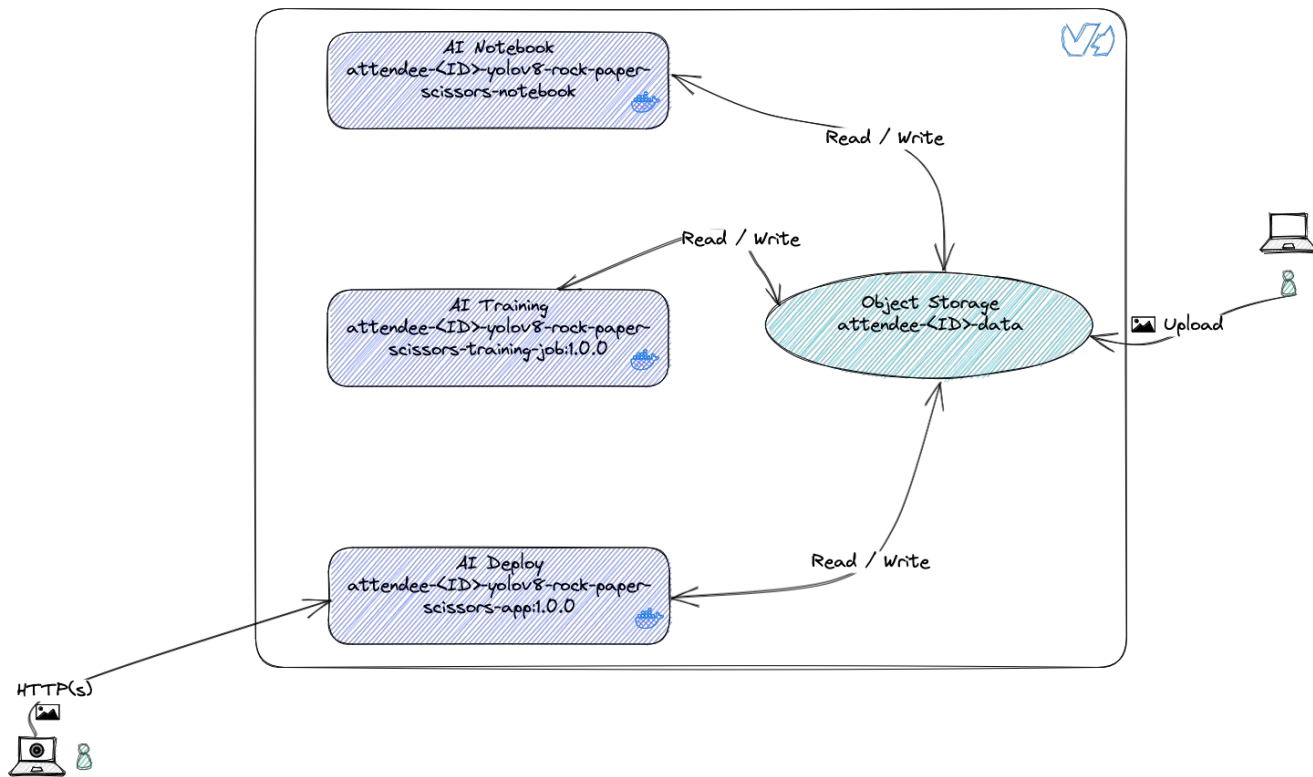 AI Notebook
attendee-<ID>-yolov8-rock-paper-
scissors-notebook
Read / Write
Read / Write
AI Training
attendee-<ID>-yolov8-rock-paper-
scissors-training-job:1.0.0
Object Storage
attendee-<ID>-data
Upload
AI Deploy
attendee-<ID>-yolov8-rock-paper-
scissors-app:1.0.0
Read / Write
HTTP(s)